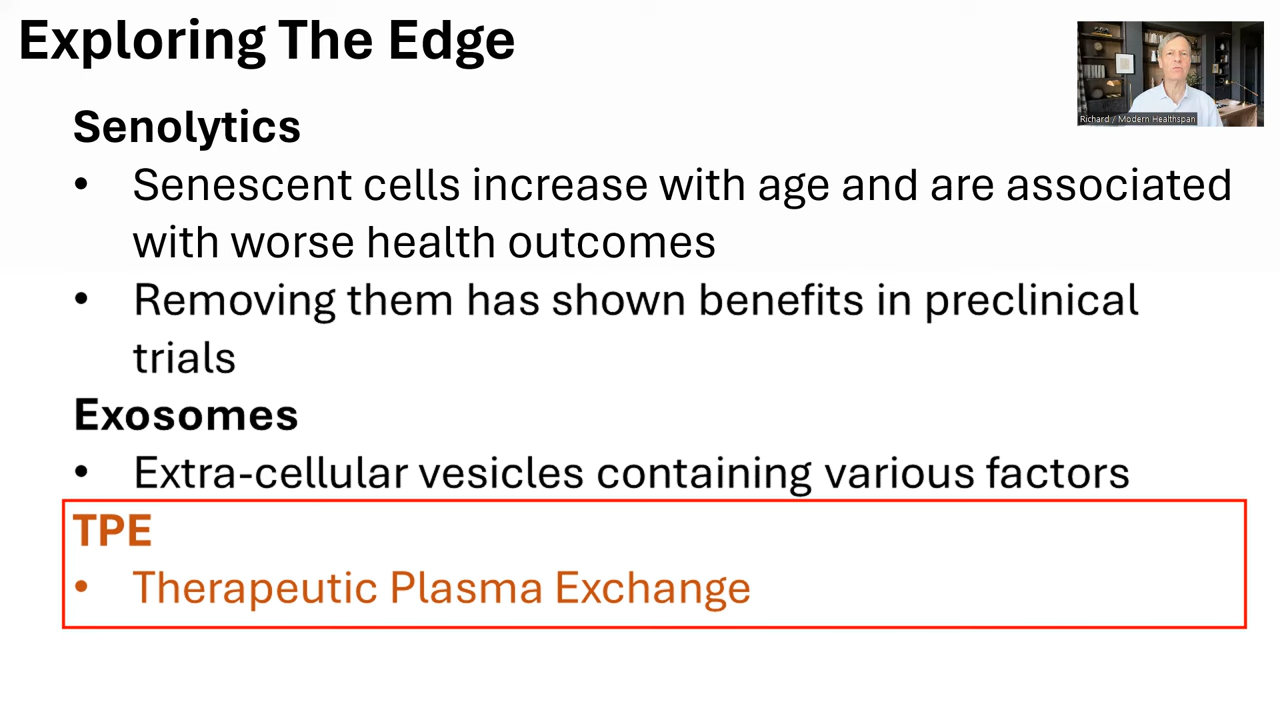 Exploring The Edge
Richard / Modern Healthspan
Senolytics
• Senescent cells increase with age and are associated
with worse health outcomes
• Removing them has shown benefits in preclinical
trials
Exosomes
• Extra-cellular vesicles containing various factors
TPE
• Therapeutic Plasma Exchange